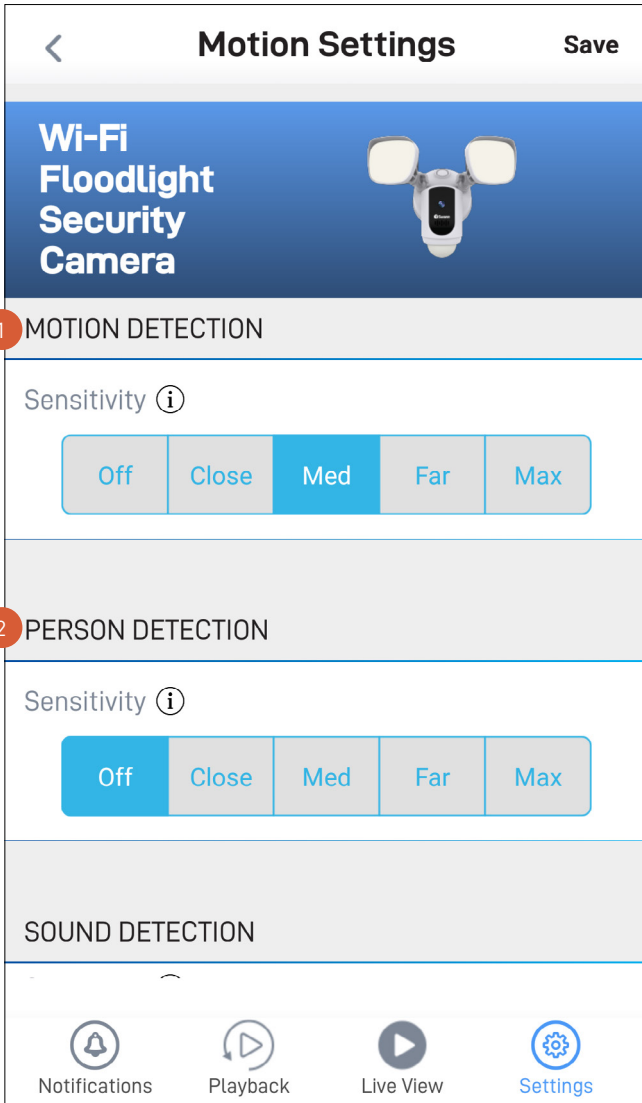 Motion Settings Save
Wi-Fi
Floodlight
Security
Camera
1 MOTION DETECTION
Sensitivity i
Off Close Med Far Max
2 PERSON DETECTION
Sensitivity i
Off Close Med Far Max
SOUND DETECTION
Notifications Playback Live View Settings